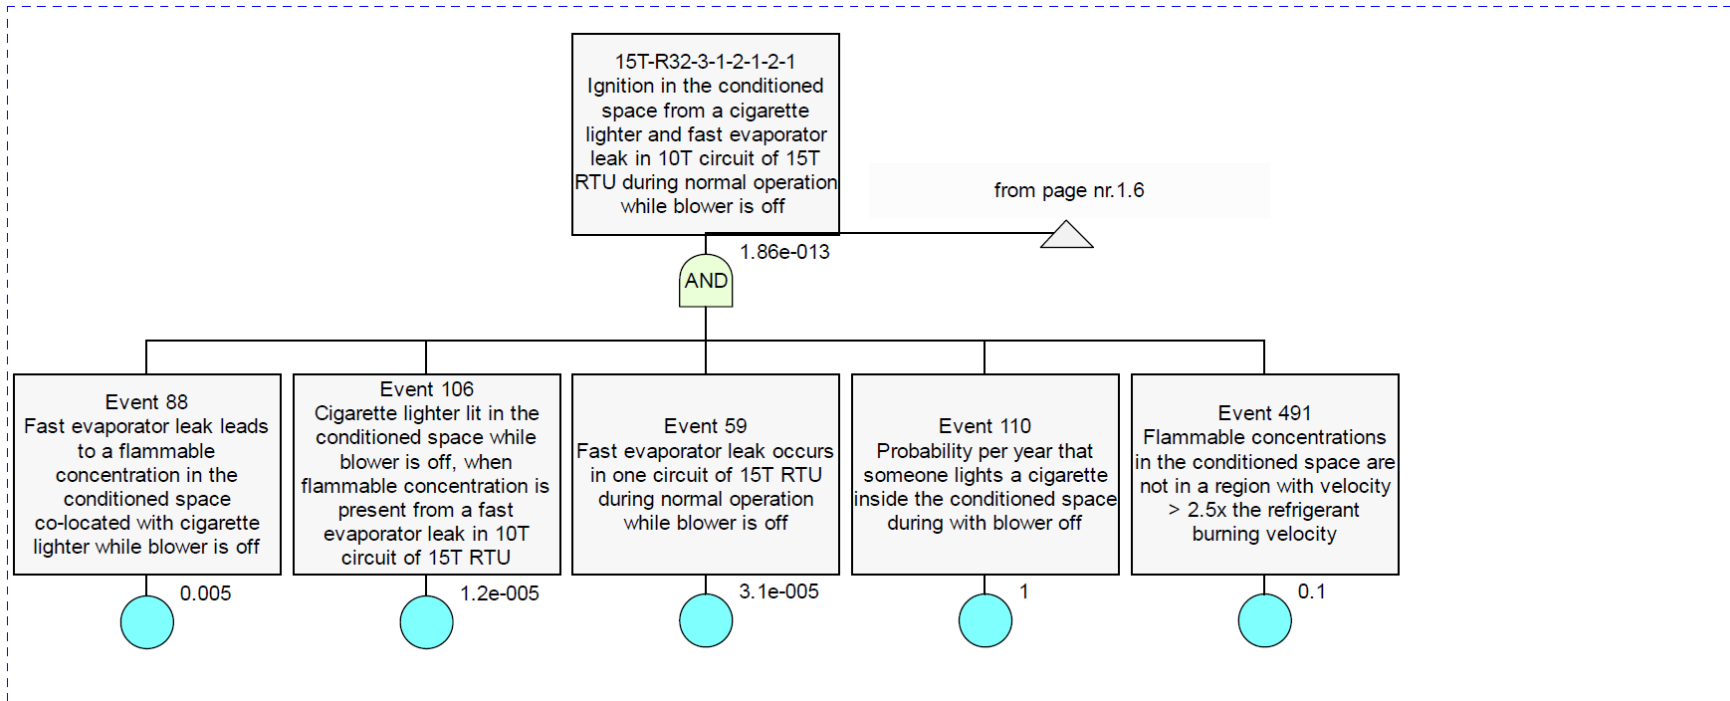 15T-R32-3-1-2-1-2-1
Ignition in the conditioned
space from a cigarette
lighter and fast evaporator
leak in 10T circuit of 15T
RTU during normal operation
while blower is off
from page nr.1.6
1.86e-013
AND
Event 88
Fast evaporator leak leads
to a flammable
concentration in the
conditioned space
co-located with cigarette
lighter while blower is off
0.005
Event 106
Cigarette lighter lit in the
conditioned space while
blower is off, when
flammable concentration is
present from a fast
evaporator leak in 10T
circuit of 15T RTU
1.2e-005
Event 59
Fast evaporator leak occurs
in one circuit of 15T RTU
during normal operation
while blower is off
3.1e-005
Event 110
Probability per year that
someone lights a cigarette
inside the conditioned space
during with blower off
1
Event 491
Flammable concentrations
in the conditioned space are
not in a region with velocity
> 2.5x the refrigerant
burning velocity
0.1